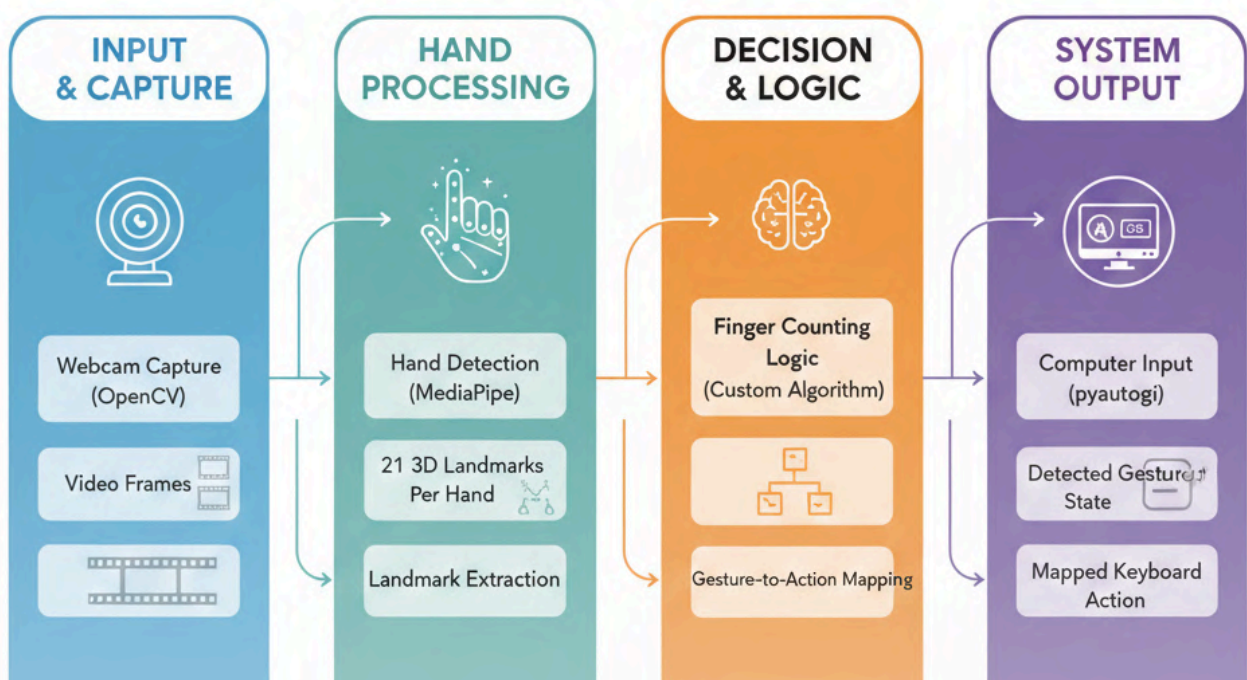 INPUT
& CAPTURE
Webcam Capture
(OpenCV)
Video Frames
HAND
PROCESSING
Hand Detection
(MediaPipe)
21 3D Landmarks
Per Hand
Landmark Extraction
DECISION
& LOGIC
Finger Counting
Logic
(Custom Algorithm)
Gesture-to-Action Mapping
SYSTEM
OUTPUT
A GS
Computer Input
(pyautogi)
Detected Gesture
State
Mapped Keyboard
Action